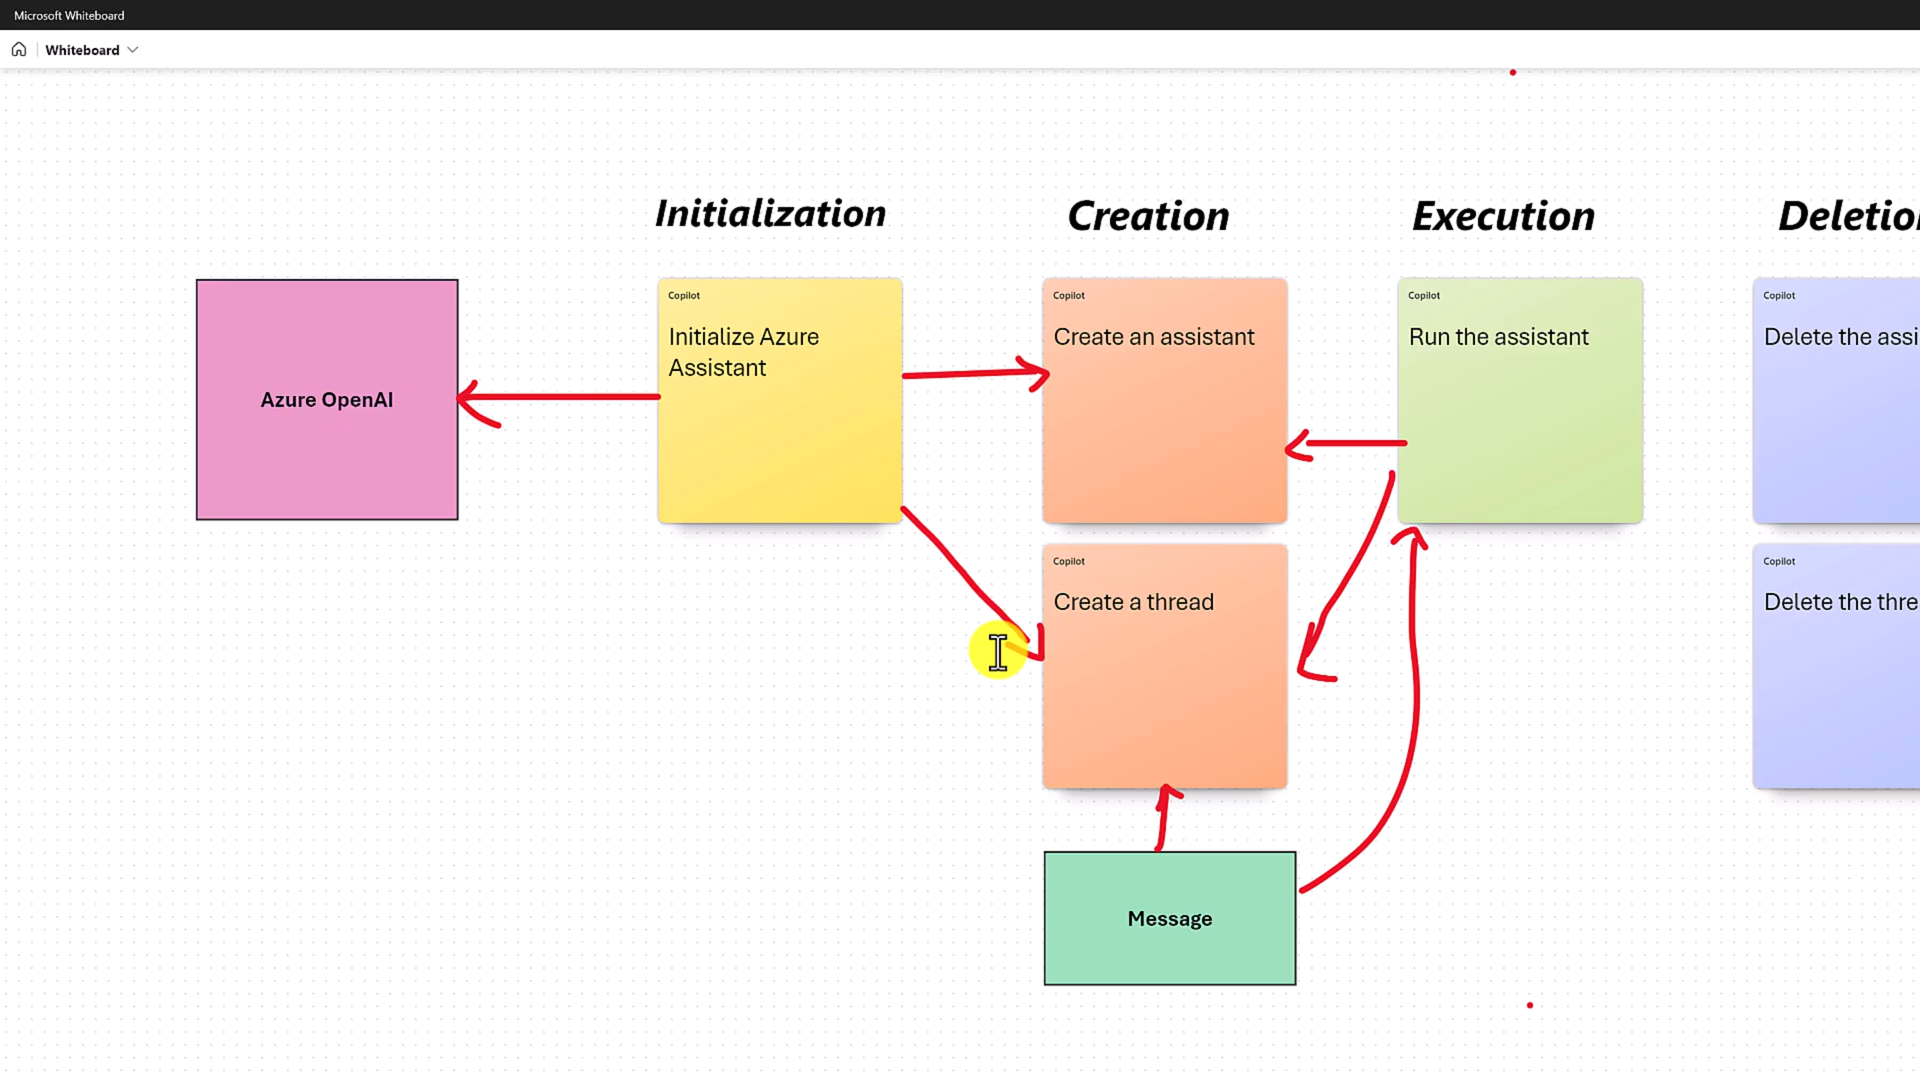 Microsoft Whiteboard
Whiteboard
Initialization
Creation
Execution
Deletio
Azure OpenAI
Copilot
Initialize Azure
Assistant
Copilot
Create an assistant
Copilot
Run the assistant
Copilot
Delete the assi
Copilot
Create a thread
Copilot
Delete the thre
Message